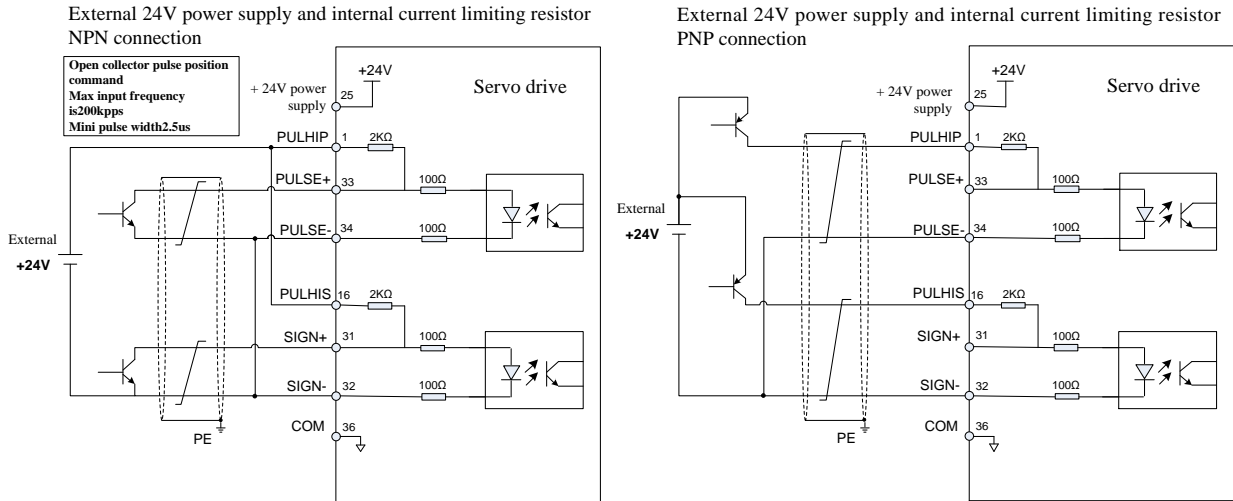 External 24V power supply and internal current limiting resistor
NPN connection
Open collector pulse position
command
Max input frequency
is200kpps
Mini pulse width2.5us
+24V
Servo drive
+ 24V power
supply
25
PULHIP
1
2KΩ
PULSE+
33
100Ω
PULSE-
34
100Ω
External
+24V
PULHIS
16
2KΩ
SIGN+
31
100Ω
SIGN-
32
100Ω
COM
36
PE
External 24V power supply and internal current limiting resistor
PNP connection
+24V
Servo drive
+ 24V power
supply
25
PULHIP
1
2KΩ
PULSE+
33
100Ω
PULSE-
34
100Ω
External
+24V
PULHIS
16
2KΩ
SIGN+
31
100Ω
SIGN-
32
100Ω
COM
36
PE